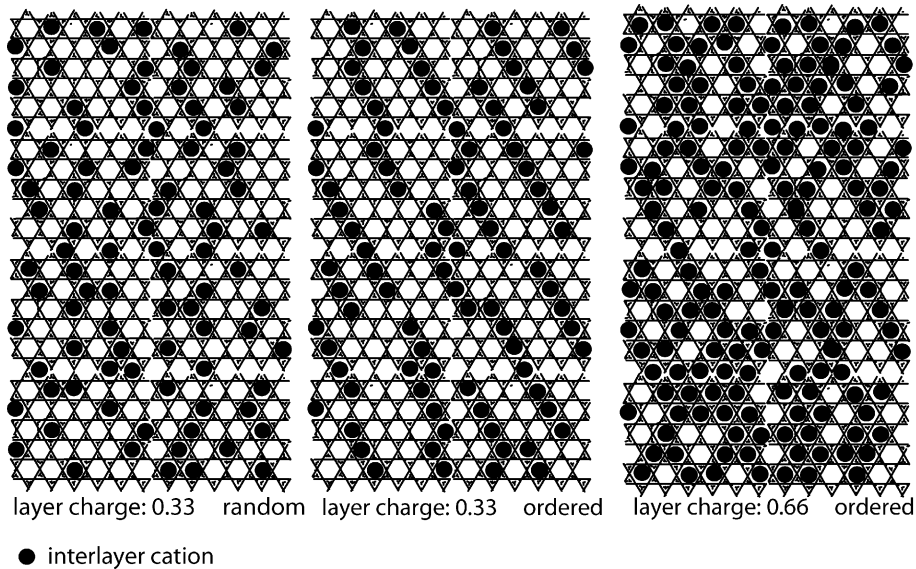 layer charge: 0.33 random
layer charge: 0.33 ordered
layer charge: 0.66 ordered
interlayer cation